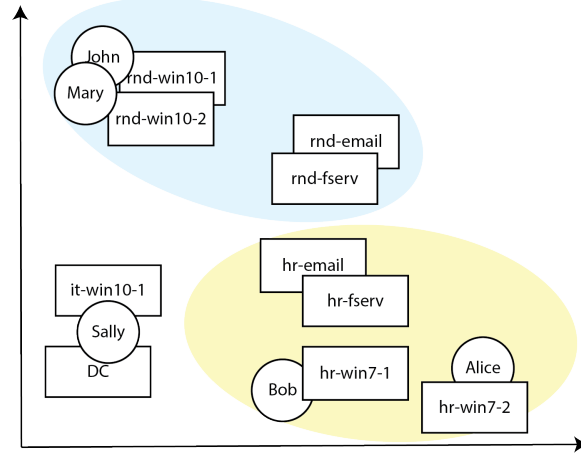 John
rnd-win10-1
Mary
rnd-win10-2
rnd-email
rnd-fserv
hr-email
it-win10-1
hr-fserv
Sally
DC
hr-win7-1
Alice
Bob
hr-win7-2